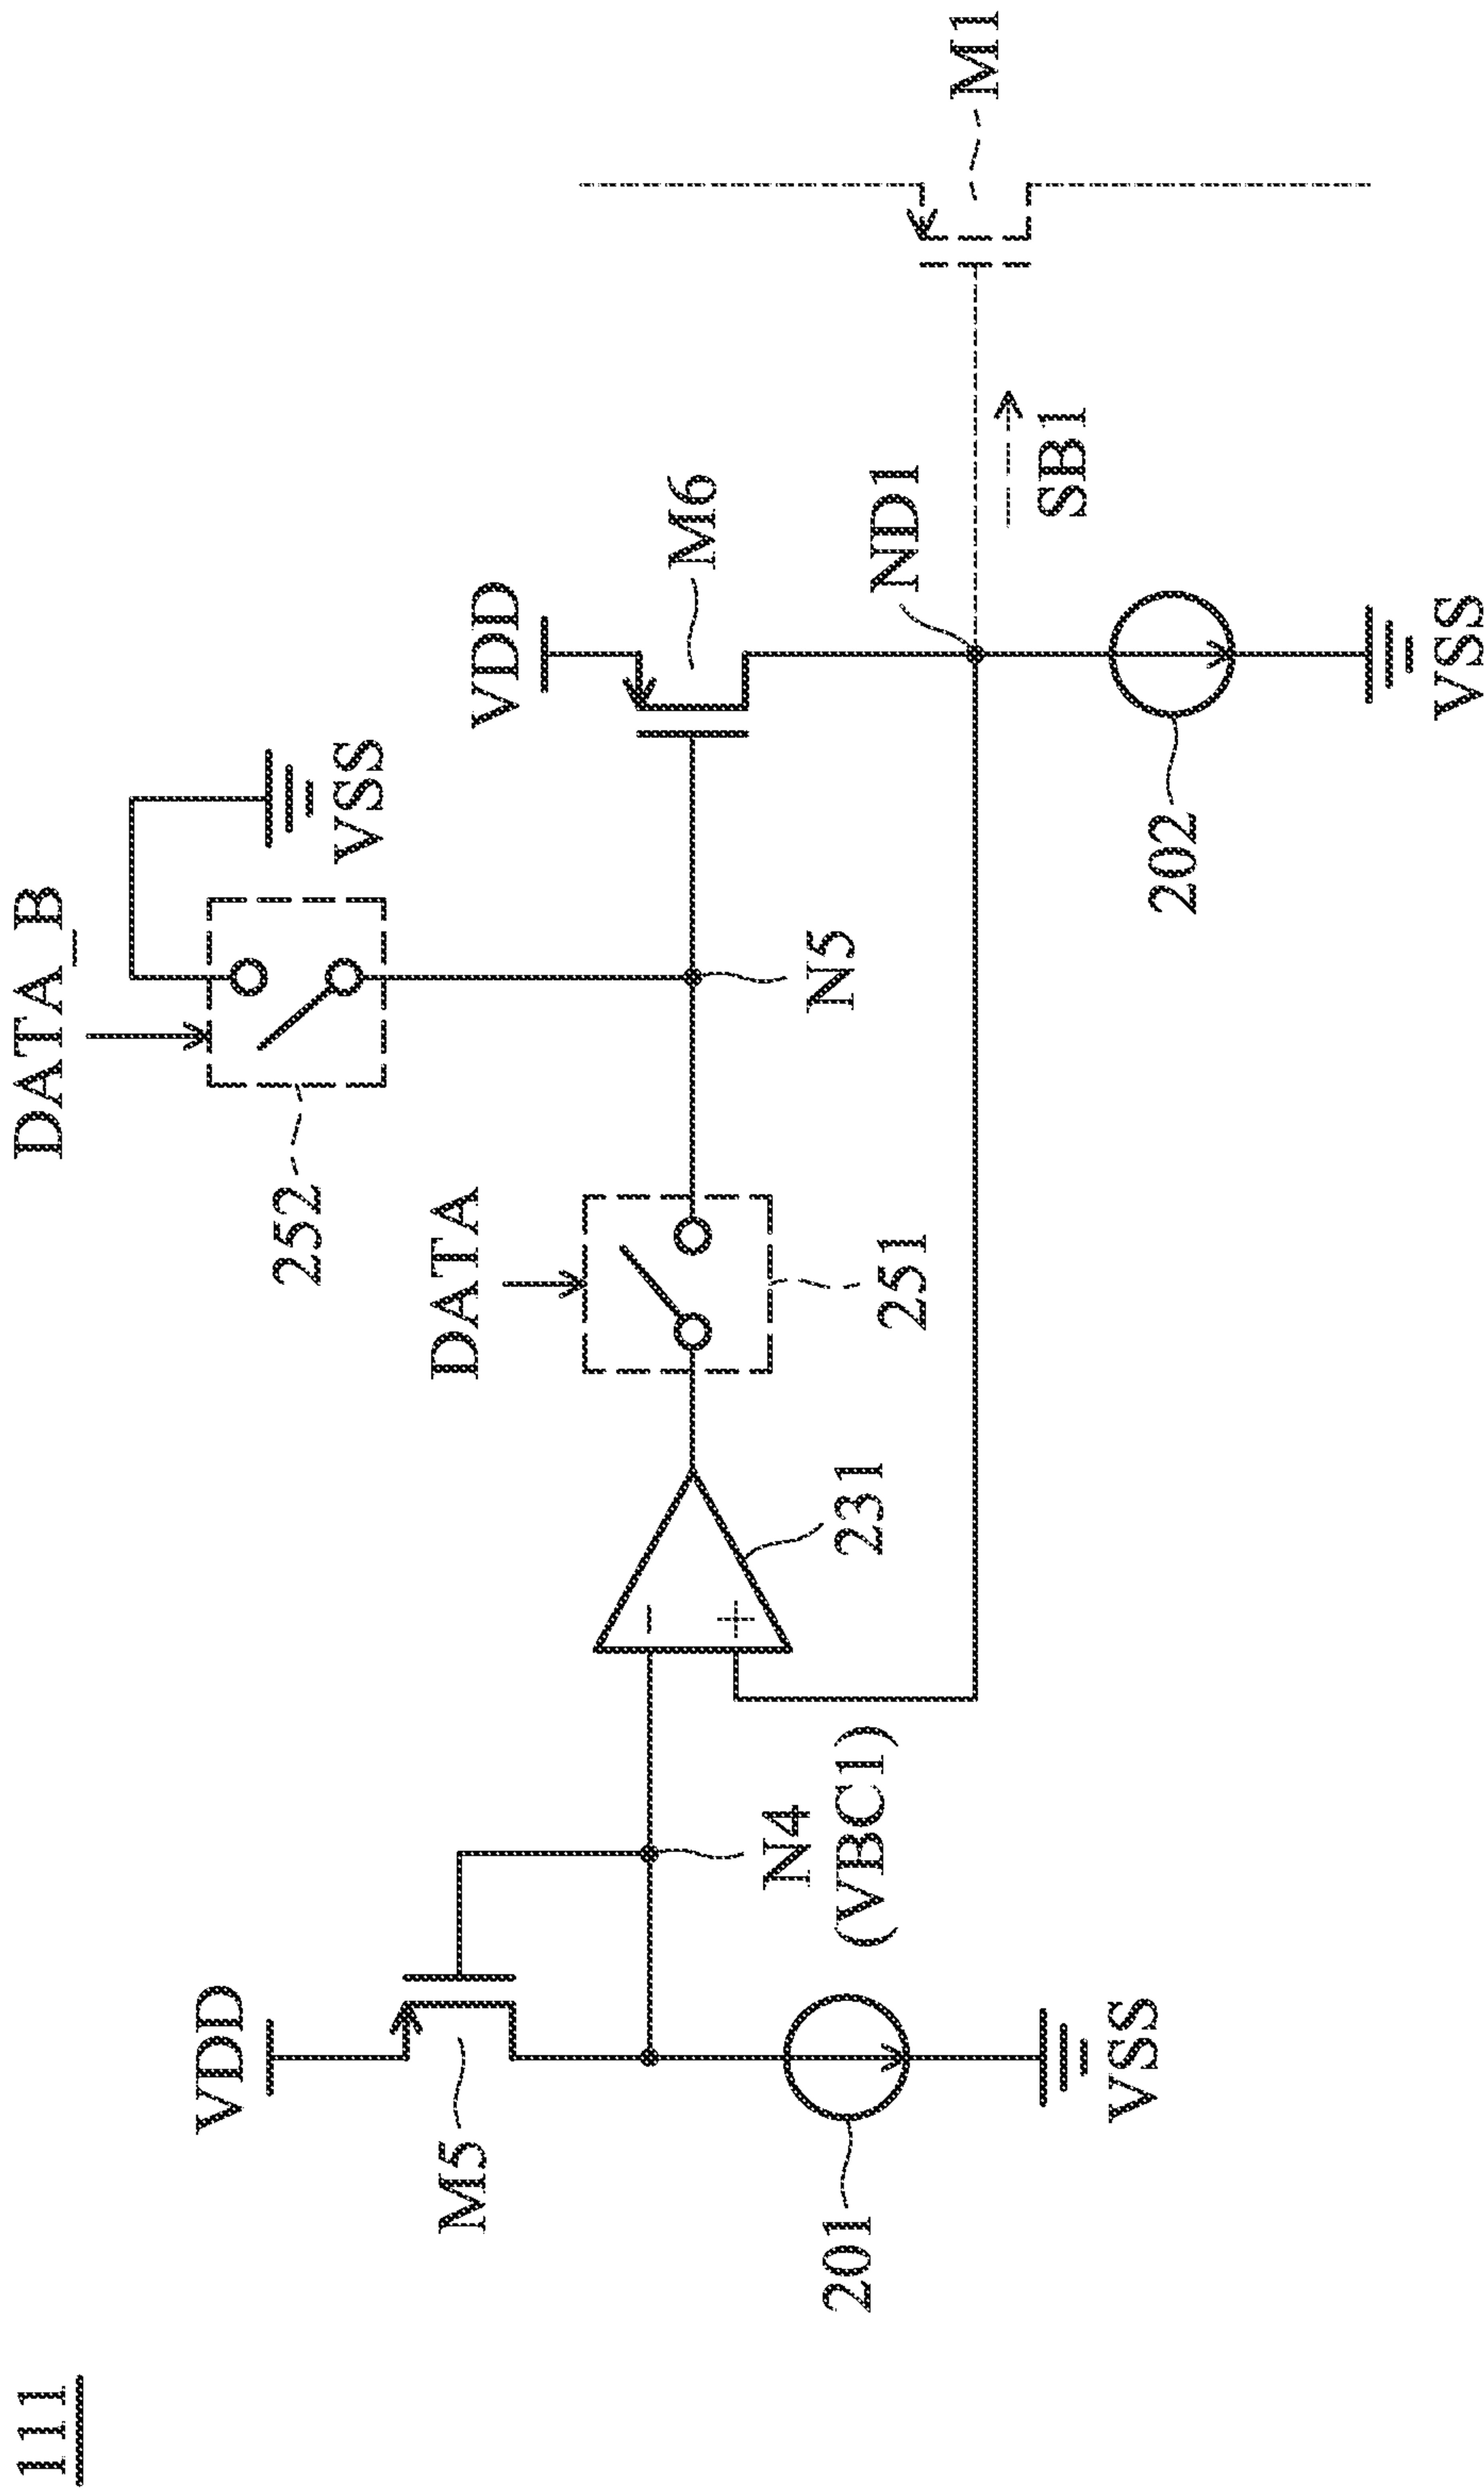 111
DATA_B
252
VSS
VDD
M5
201
VSS
N4
(VBC1)
231
DATA
251
N5
VDD
M6
ND1
202
VSS
SB1
M1
−
+